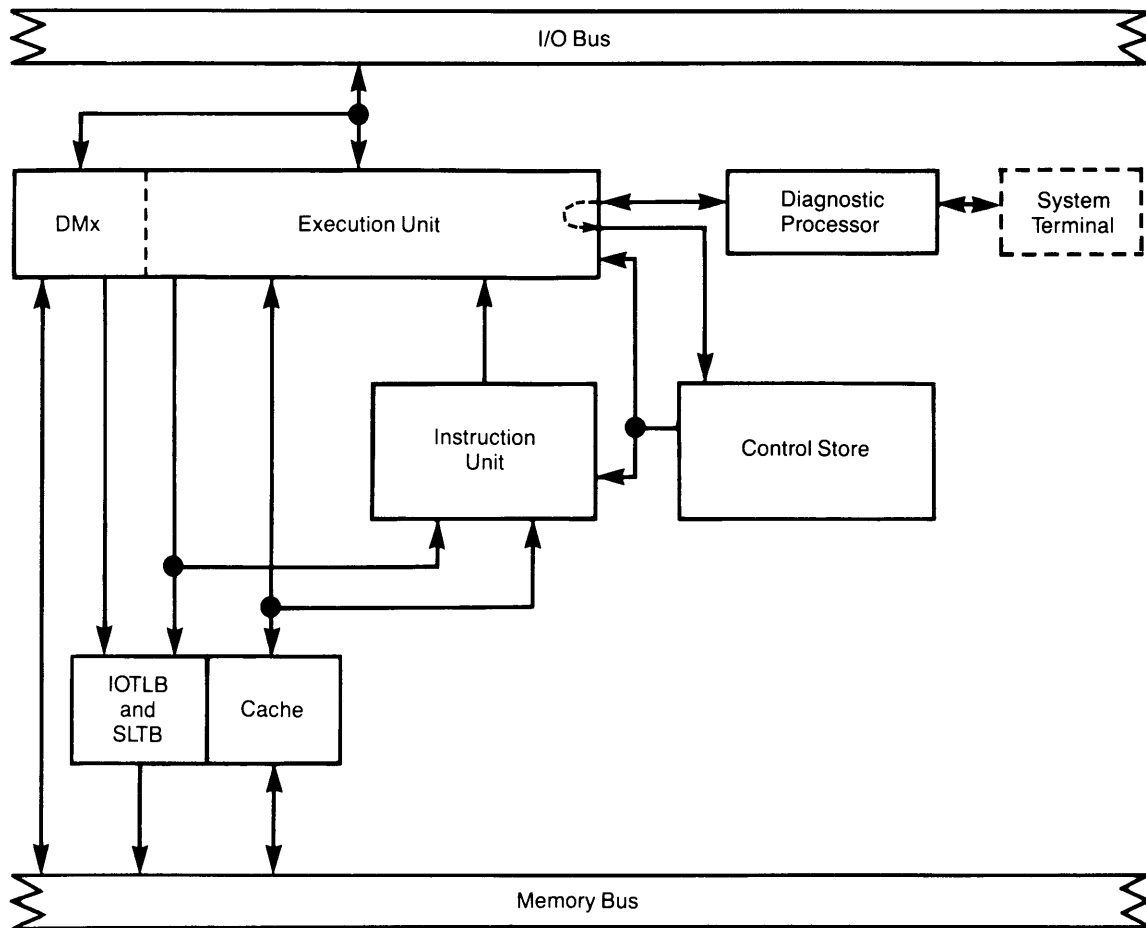 I/O Bus
DMx
Execution Unit
Diagnostic
Processor
System
Terminal
Instruction
Unit
Control Store
IOTLB
and
SLTB
Cache
Memory Bus